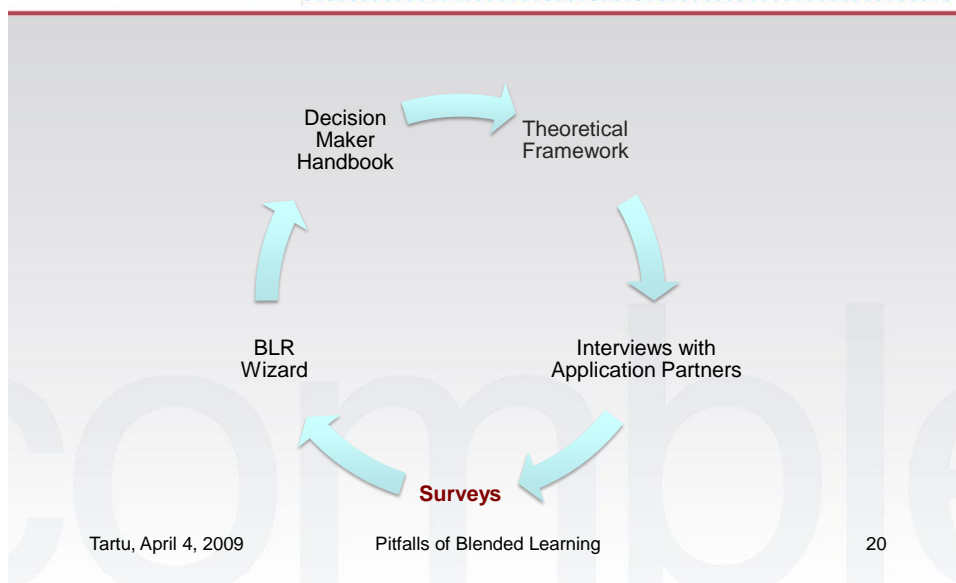 Decision
Maker
Handbook
Theoretical
Framework
Interviews with
Application Partners
Surveys
BLR
Wizard
comble
Tartu, April 4, 2009
Pitfalls of Blended Learning
20